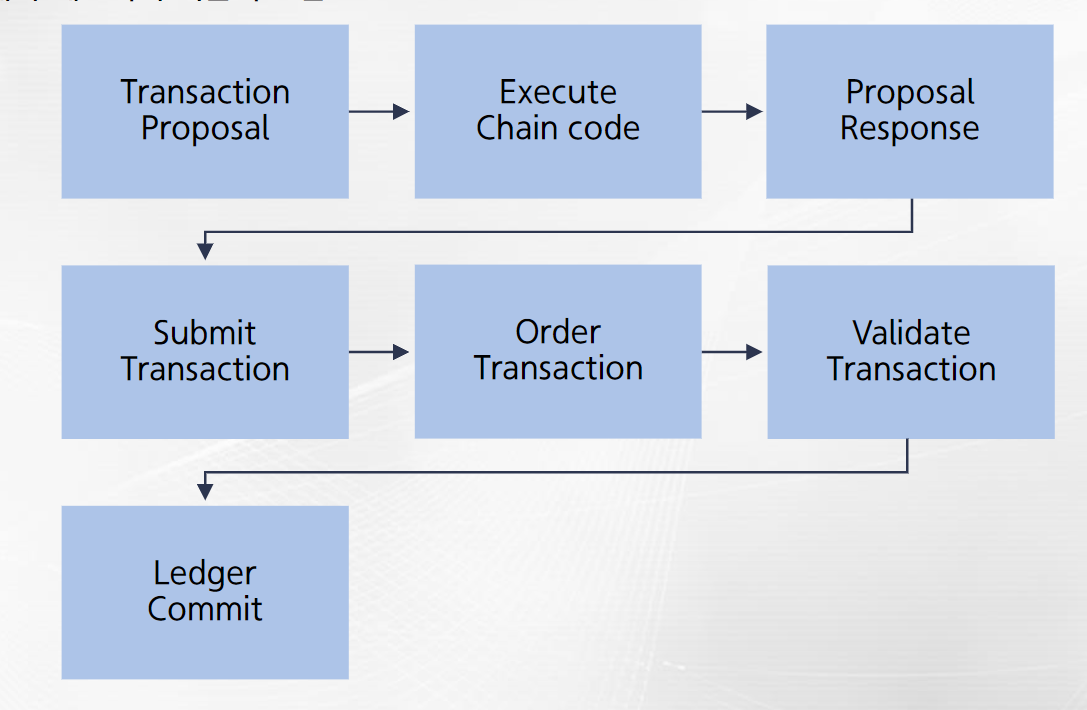 Transaction
Proposal
Execute
Chain code
Proposal
Response
Submit
Transaction
Order
Transaction
Validate
Transaction
Ledger
Commit